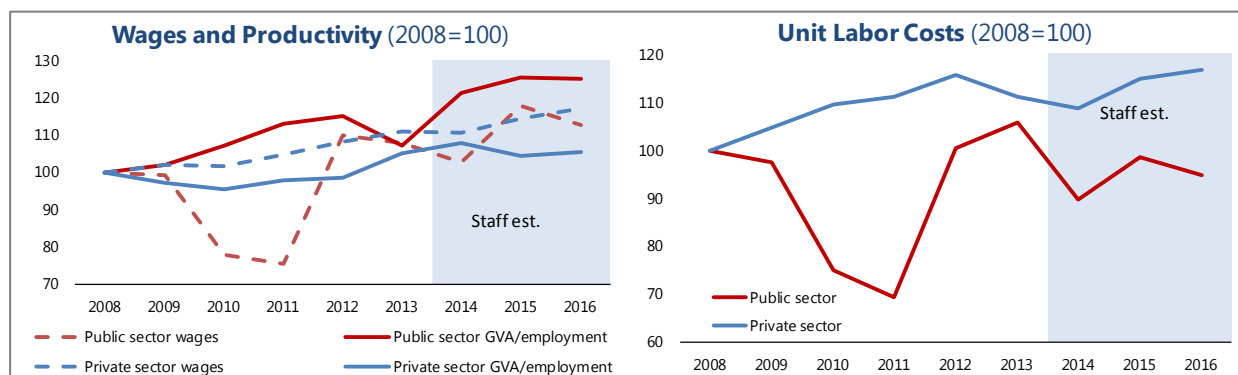 Wages and Productivity (2008=100)
130
120
110
100
90
80
70
2008 2009 2010 2011 2012 2013 2014 2015 2016
Staff est.
Public sector wages
Public sector GVA/employment
Private sector wages
Private sector GVA/employment
Unit Labor Costs (2008=100)
120
110
100
90
80
70
60
2008 2009 2010 2011 2012 2013 2014 2015 2016
Staff est.
Public sector
Private sector